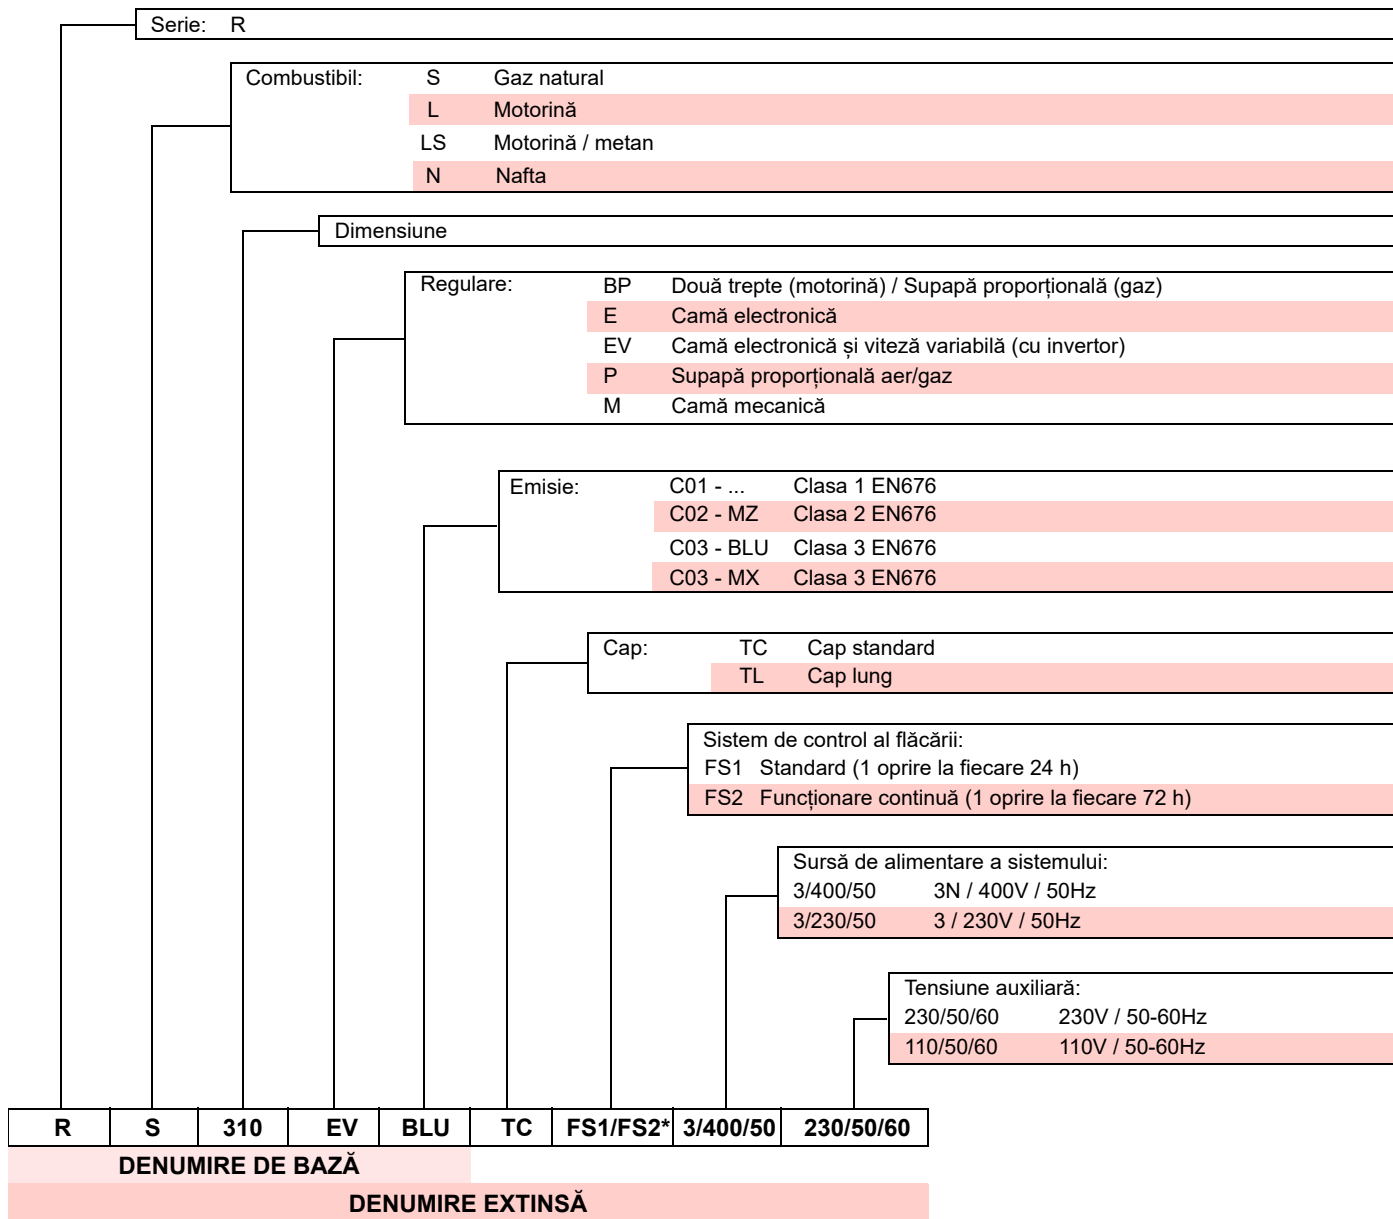 Serie: R
Combustibil: S Gaz natural
L Motorină
LS Motorină / metan
N Nafta
Dimensiune
Regulare: BP Două trepte (motorină) / Supapă proporțională (gaz)
E Camă electronică
EV Camă electronică și viteză variabilă (cu invertor)
P Supapă proporțională aer/gaz
M Camă mecanică
Emisie: C01 - ... Clasa 1 EN676
C02 - MZ Clasa 2 EN676
C03 - BLU Clasa 3 EN676
C03 - MX Clasa 3 EN676
Cap: TC Cap standard
TL Cap lung
Sistem de control al flăcării:
FS1 Standard (1 oprire la fiecare 24 h)
FS2 Funcționare continuă (1 oprire la fiecare 72 h)
Sursă de alimentare a sistemului:
3/400/50 3N / 400V / 50Hz
3/230/50 3 / 230V / 50Hz
Tensiune auxiliară:
230/50/60 230V / 50-60Hz
110/50/60 110V / 50-60Hz
R S 310 EV BLU TC FS1/FS2* 3/400/50 230/50/60
DENUMIRE DE BAZĂ
DENUMIRE EXTINSĂ